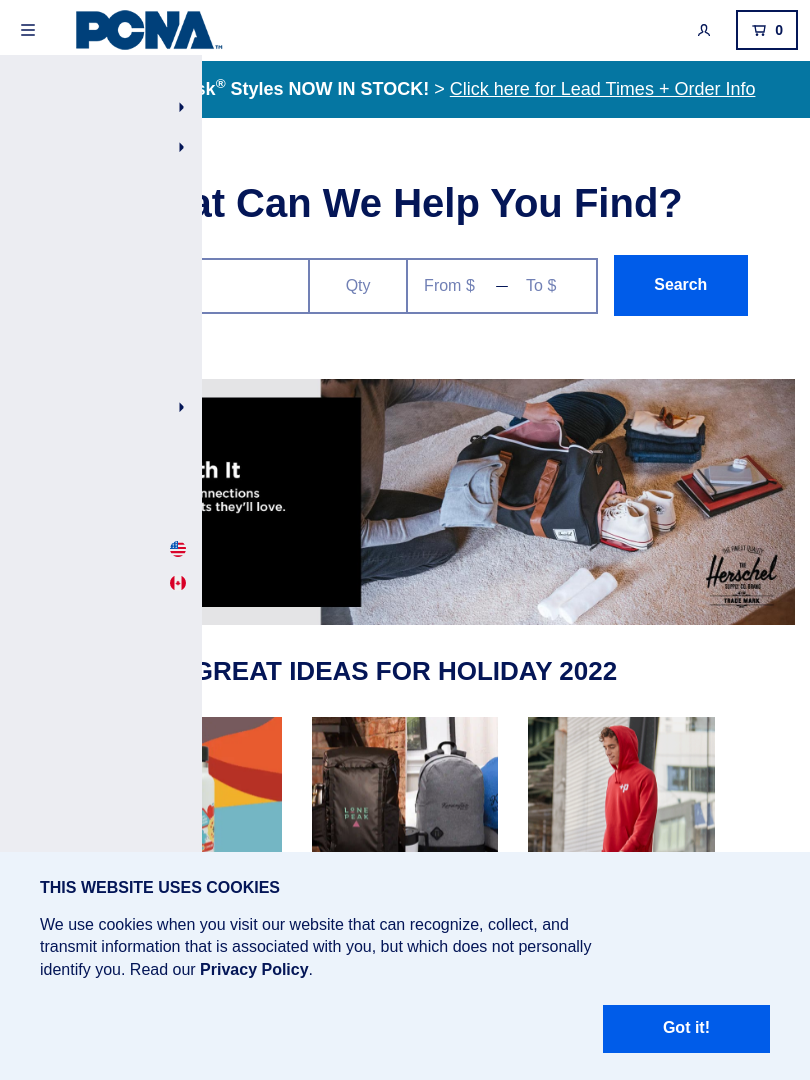 PCNA™
0
sk® Styles NOW IN STOCK! > Click here for Lead Times + Order Info
at Can We Help You Find?
Qty
From $
To $
Search
th It
nnections
ts they'll love.
THE FINEST QUALITY
THE
Herschel
SUPPLY CO. BRAND
TRADE MARK
GREAT IDEAS FOR HOLIDAY 2022
LONE
PEAK
THIS WEBSITE USES COOKIES
We use cookies when you visit our website that can recognize, collect, and
transmit information that is associated with you, but which does not personally
identify you. Read our Privacy Policy.
Got it!